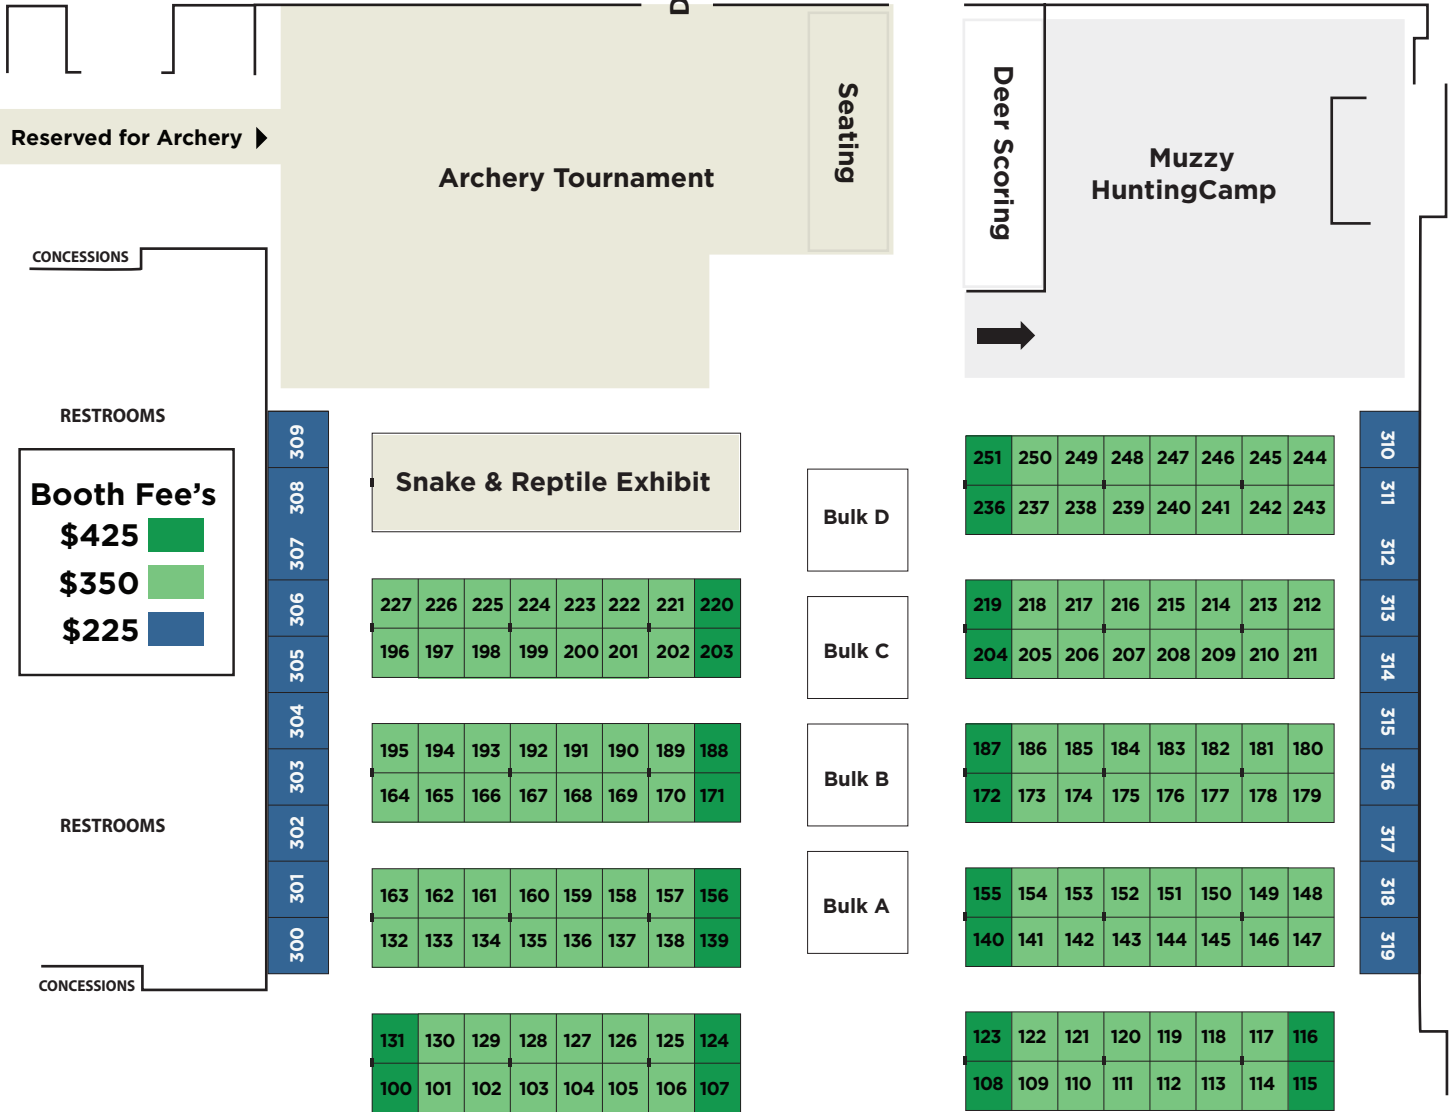 D
Reserved for Archery
Archery Tournament
Seating
Deer Scoring
Muzzy
HuntingCamp
CONCESSIONS
RESTROOMS
Booth Fee's
$425
$350
$225
RESTROOMS
CONCESSIONS
309
308
307
306
305
304
303
302
301
300
Snake & Reptile Exhibit
227 226 225 224 223 222 221 220
196 197 198 199 200 201 202 203
195 194 193 192 191 190 189 188
164 165 166 167 168 169 170 171
163 162 161 160 159 158 157 156
132 133 134 135 136 137 138 139
131 130 129 128 127 126 125 124
100 101 102 103 104 105 106 107
Bulk D
Bulk C
Bulk B
Bulk A
251 250 249 248 247 246 245 244
236 237 238 239 240 241 242 243
219 218 217 216 215 214 213 212
204 205 206 207 208 209 210 211
187 186 185 184 183 182 181 180
172 173 174 175 176 177 178 179
155 154 153 152 151 150 149 148
140 141 142 143 144 145 146 147
123 122 121 120 119 118 117 116
108 109 110 111 112 113 114 115
310
311
312
313
314
315
316
317
318
319